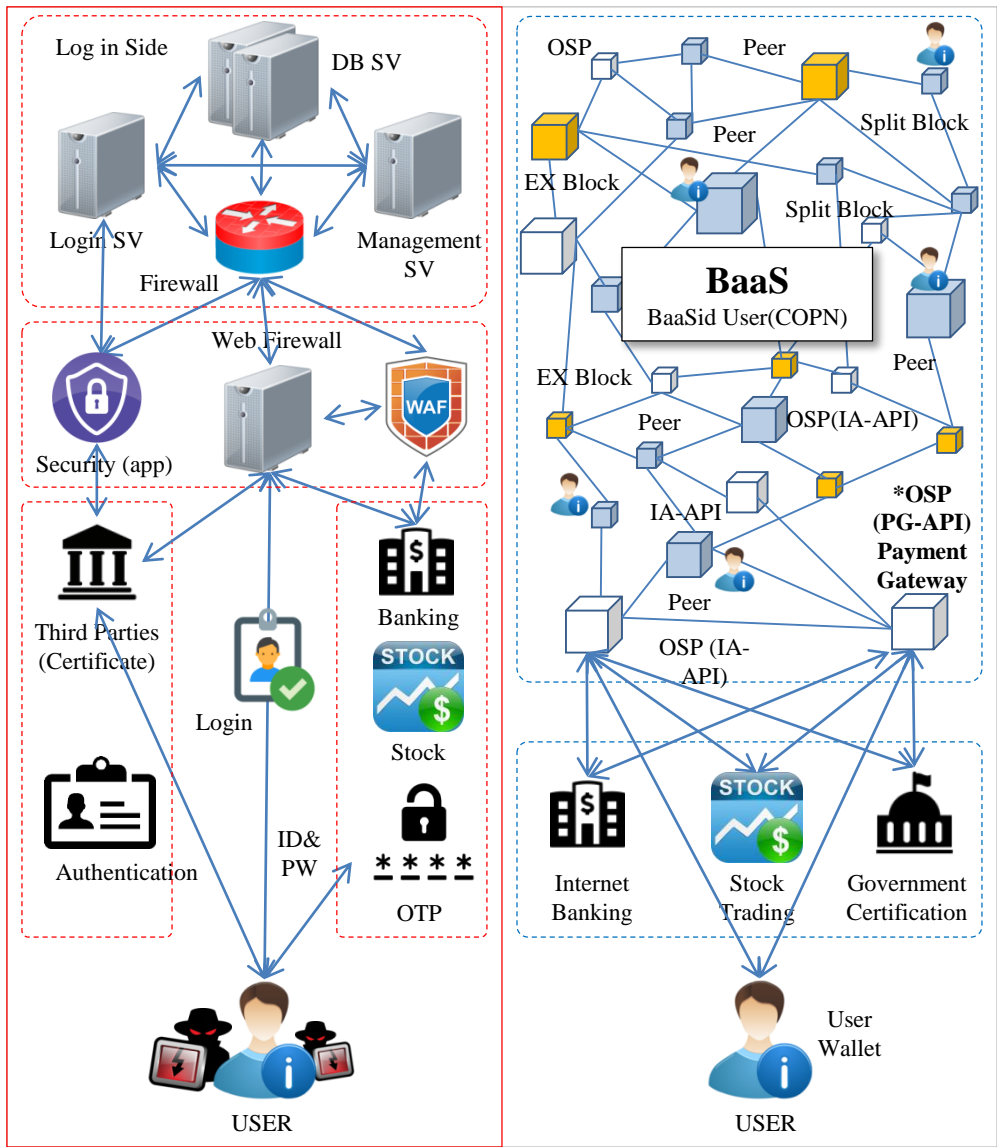 Log in Side
DB SV
Login SV
Management
SV
Firewall
Web Firewall
WAF
Security (app)
Third Parties
(Certificate)
Banking
STOCK
$
Stock
Login
Authentication
ID&
PW
* * * *
OTP
USER
OSP
Peer
Peer
Split Block
EX Block
Split Block
BaaS
BaaSid User(COPN)
Peer
EX Block
Peer
OSP(IA-API)
IA-API
*OSP
(PG-API)
Payment
Gateway
Peer
OSP (IA-
API)
STOCK
$
Internet
Banking
Stock
Trading
Government
Certification
User
Wallet
USER